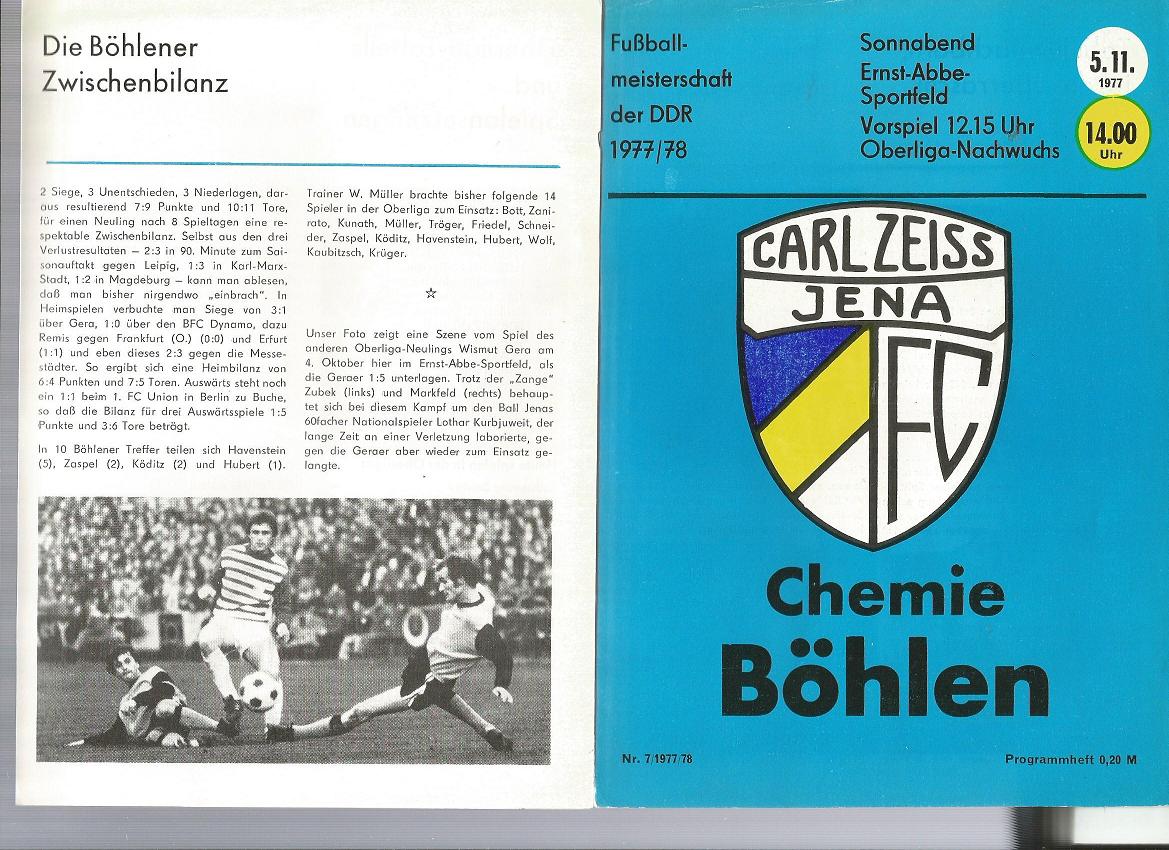 Die Böhlener
Zwischenbilanz
2 Siege, 3 Unentschieden, 3 Niederlagen, dar-
aus resultierend 7:9 Punkte und 10:11 Tore,
für einen Neuling nach 8 Spieltagen eine re-
spektable Zwischenbilanz. Selbst aus den drei
Verlustresultaten – 2:3 in 90. Minute zum Sai-
sonauftakt gegen Leipig, 1:3 in Karl-Marx-
Stadt, 1:2 in Magdeburg – kann man ablesen,
daß man bisher nirgendwo „einbrach". In
Heimspielen verbuchte man Siege von 3:1
über Gera, 1:0 über den BFC Dynamo, dazu
Remis gegen Frankfurt (O.) (0:0) und Erfurt
(1:1) und eben dieses 2:3 gegen die Messe-
städter. So ergibt sich eine Heimbilanz von
6:4 Punkten und 7:5 Toren. Auswärts steht noch
ein 1:1 beim 1. FC Union in Berlin zu Buche,
so daß die Bilanz für drei Auswärtsspiele 1:5
Punkte und 3:6 Tore beträgt.
In 10 Böhlener Treffer teilen sich Havenstein
(5), Zaspel (2), Köditz (2) und Hubert (1).
Trainer W. Müller brachte bisher folgende 14
Spieler in der Oberliga zum Einsatz: Bott, Zani-
rato, Kunath, Müller, Tröger, Friedel, Schnei-
der, Zaspel, Köditz, Havenstein, Hubert, Wolf,
Kaubitzsch, Krüger.
Unser Foto zeigt eine Szene vom Spiel des
anderen Oberliga-Neulings Wismut Gera am
4. Oktober hier im Ernst-Abbe-Sportfeld, als
die Geraer 1:5 unterlagen. Trotz der „Zange"
Zubek (links) und Markfeld (rechts) behaup-
tet sich bei diesem Kampf um den Ball Jenas
60facher Nationalspieler Lothar Kurbjuweit, der
lange Zeit an einer Verletzung laborierte, ge-
gen die Geraer aber wieder zum Einsatz ge-
langte.
Fußball-
meisterschaft
der DDR
1977/78
Sonnabend
Ernst-Abbe-
Sportfeld
Vorspiel 12.15 Uhr
Oberliga-Nachwuchs
5.11.
1977
14.00
Uhr
CARL ZEISS
JENA
FC
Chemie
Böhlen
Nr. 7/1977/78
Programmheft 0,20 M